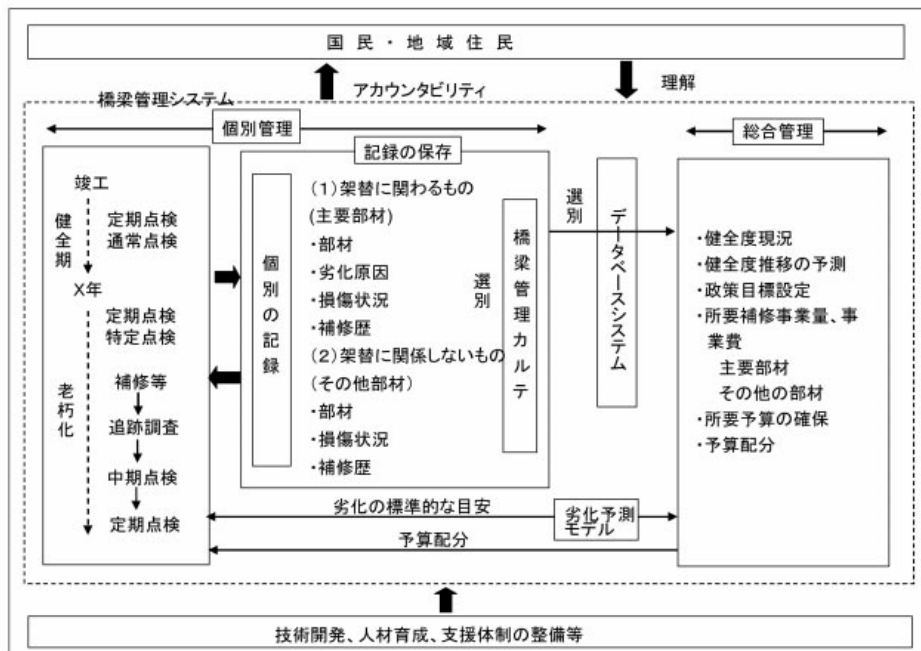 国民・地域住民
アカウンタビリティ
理解
橋梁管理システム
個別管理
総合管理
竣工
健全期
定期点検
通常点検
X年
定期点検
特定点検
老朽化
補修等
追跡調査
中期点検
定期点検
記録の保存
個別の記録
(1)架替に関わるもの
(主要部材)
・部材
・劣化原因
・損傷状況
・補修歴
(2)架替に関係しないもの
(その他部材)
・部材
・損傷状況
・補修歴
選別
橋梁管理カルテ
選別
データベースシステム
・健全度現況
・健全度推移の予測
・政策目標設定
・所要補修事業量、事
業費
主要部材
その他の部材
・所要予算の確保
・予算配分
劣化の標準的な目安
劣化予測
モデル
予算配分
技術開発、人材育成、支援体制の整備等